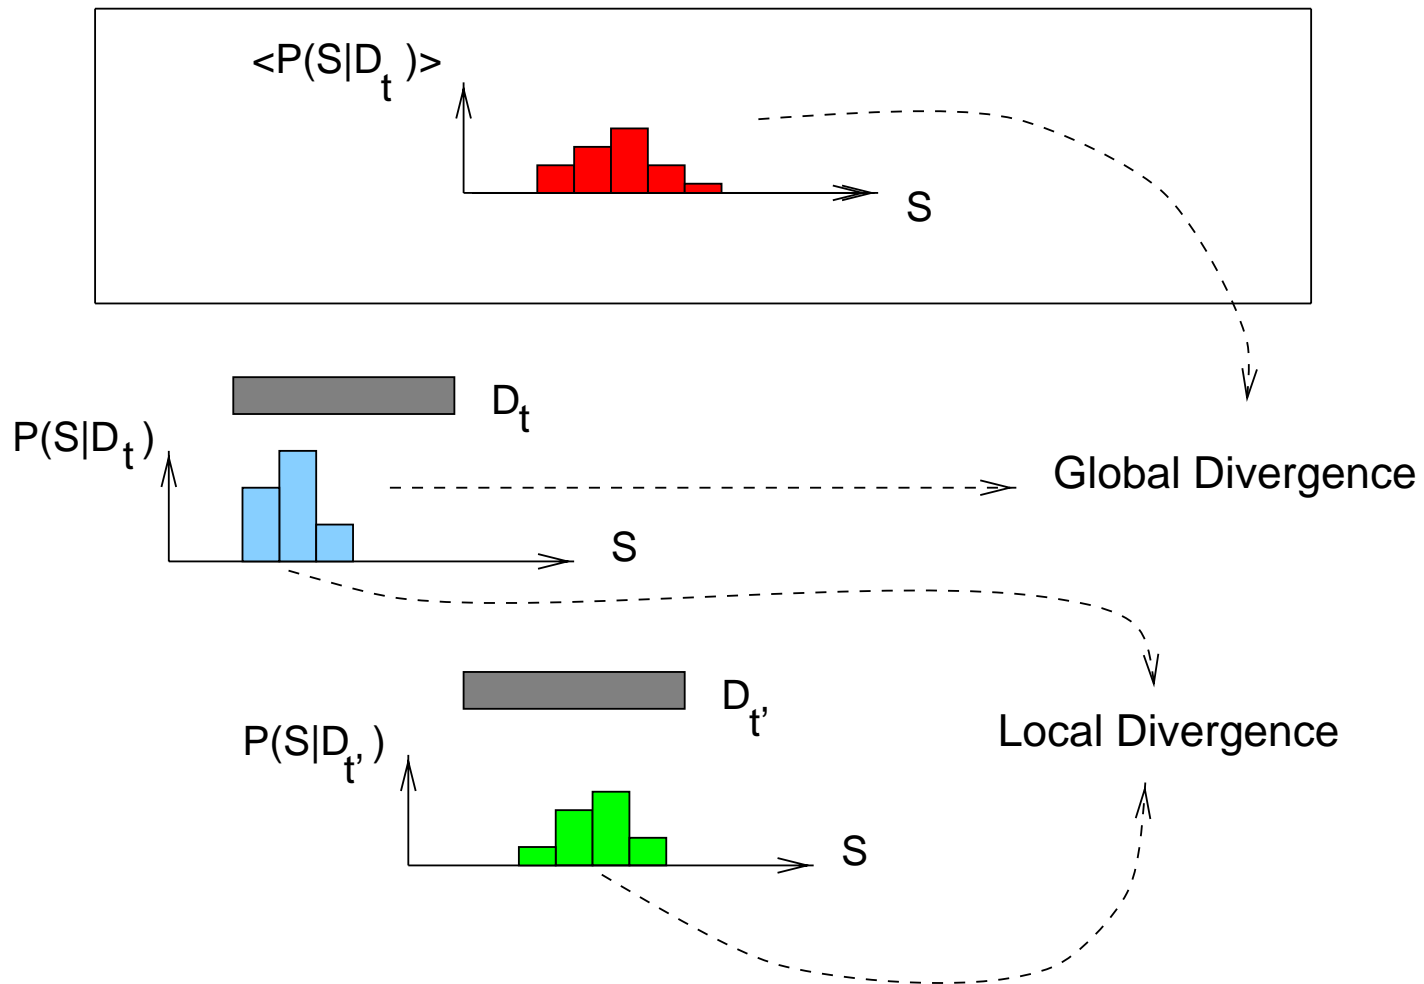 <P(S|D_t )>
S
D_t
P(S|D_t )
Global Divergence
S
D_t'
P(S|D_t' )
Local Divergence
S